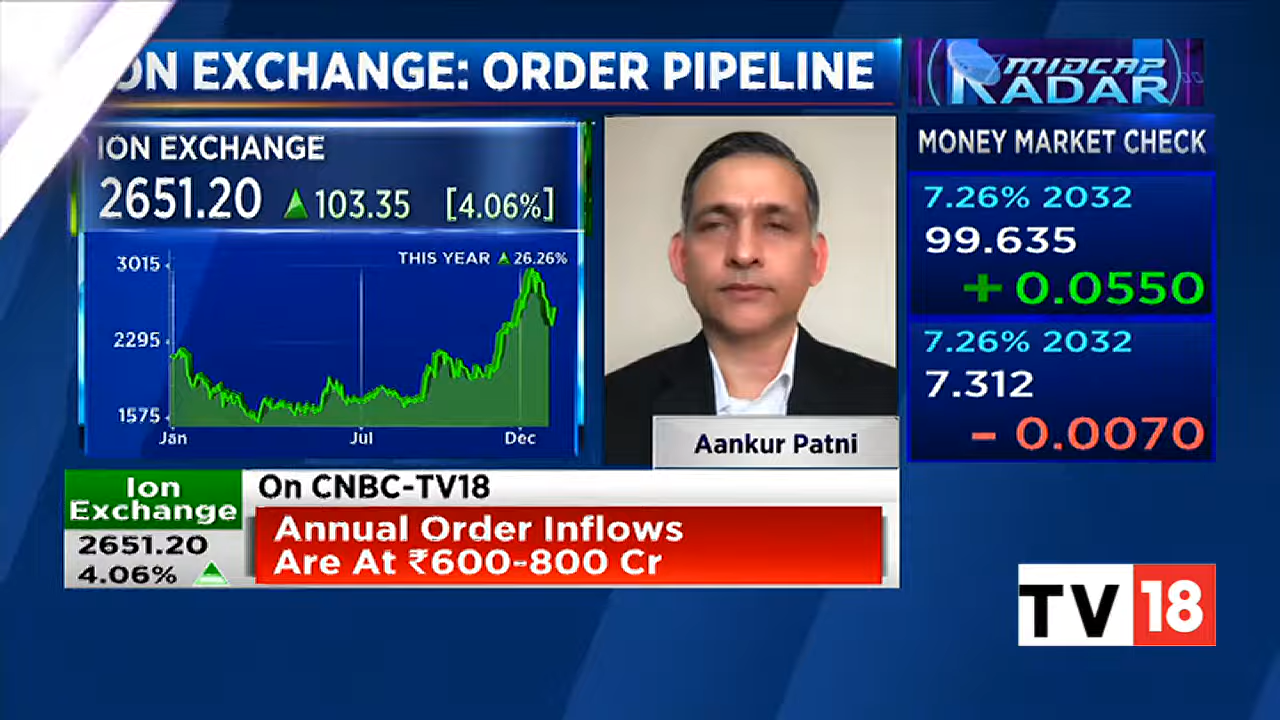 ION EXCHANGE: ORDER PIPELINE
MIDCAP
RADAR
ION EXCHANGE
2651.20 ▲ 103.35 [4.06%]
THIS YEAR ▲ 26.26%
3015
2295
1575
Jan Jul Dec
Aankur Patni
MONEY MARKET CHECK
7.26% 2032
99.635
+ 0.0550
7.26% 2032
7.312
- 0.0070
Ion
Exchange
2651.20
4.06% ▲
On CNBC-TV18
Annual Order Inflows
Are At ₹600-800 Cr
TV18